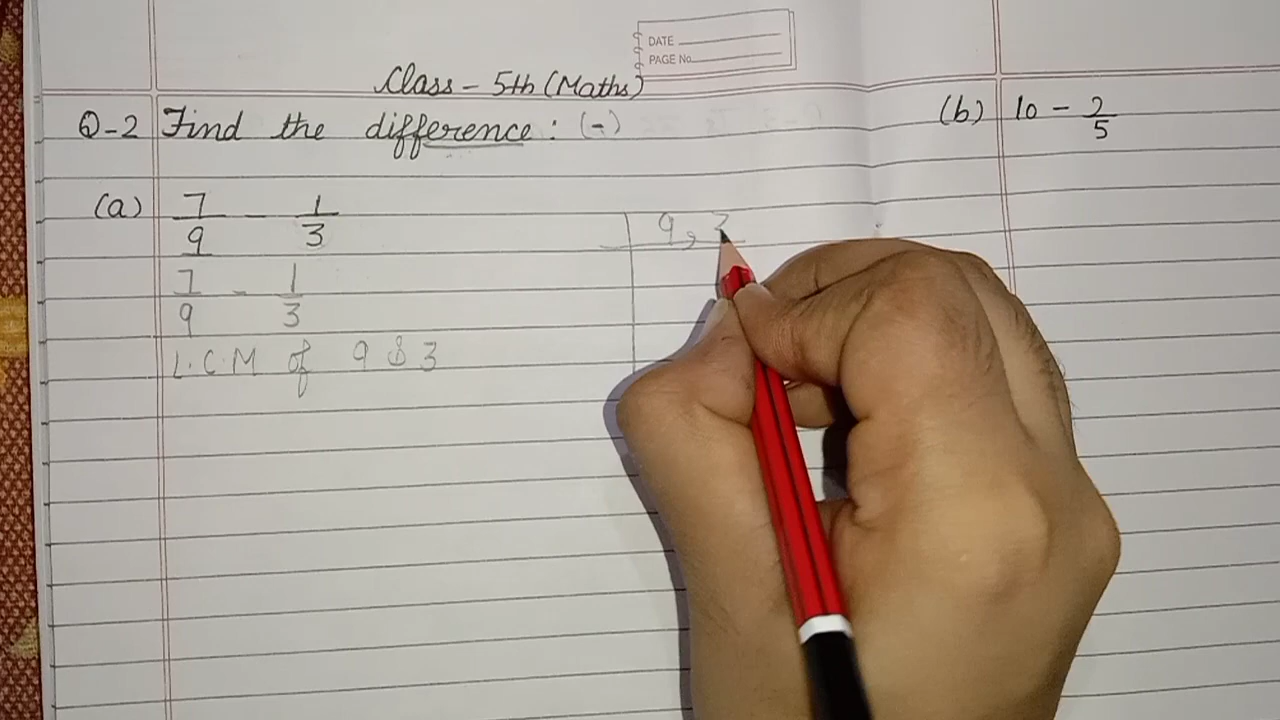 DATE
PAGE No.
Class - 5th (Maths)
Q-2 Find the difference : (-)
(a) 7/9 - 1/3
7/9 - 1/3
L.C.M of 9 & 3
9, 3
(b) 10 - 2/5